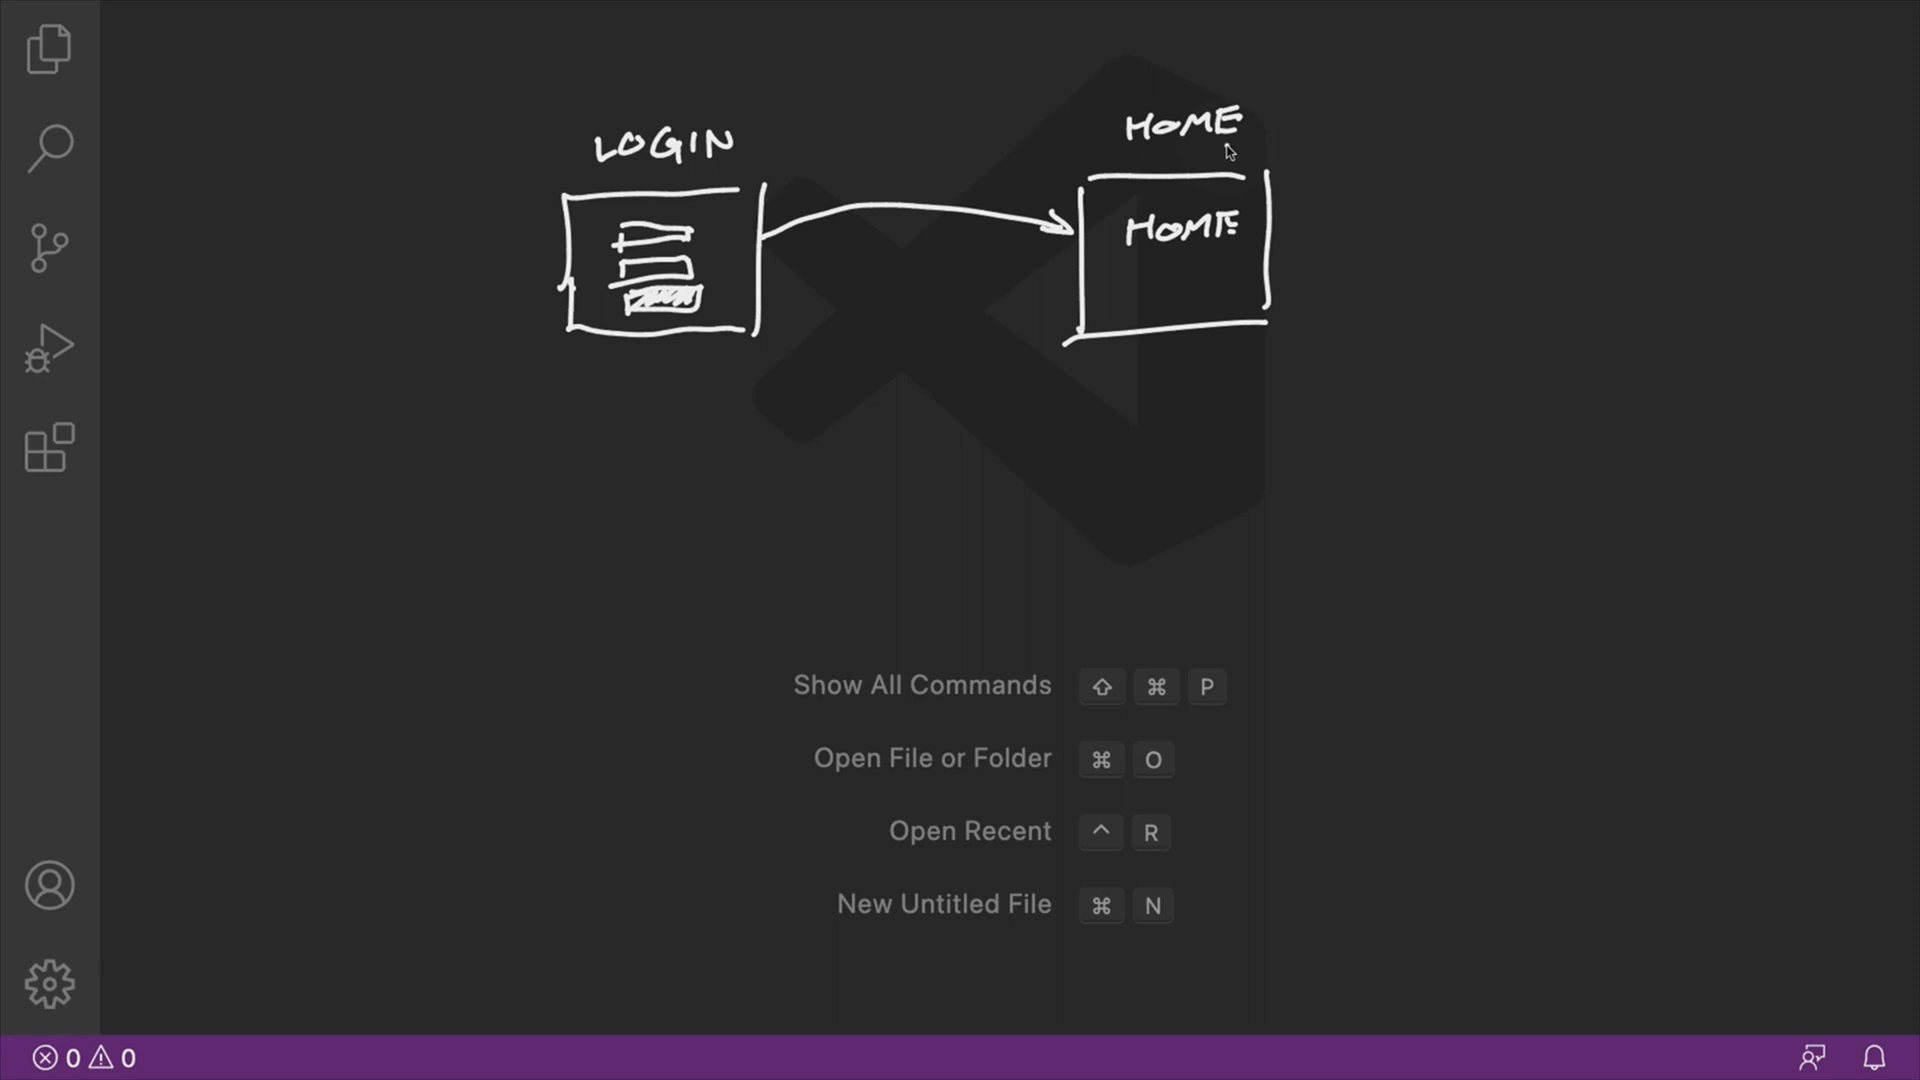 HOME
LOGIN
HOME
Show All Commands ⇧ ⌘ P
Open File or Folder ⌘ O
Open Recent ^ R
New Untitled File ⌘ N
0 0